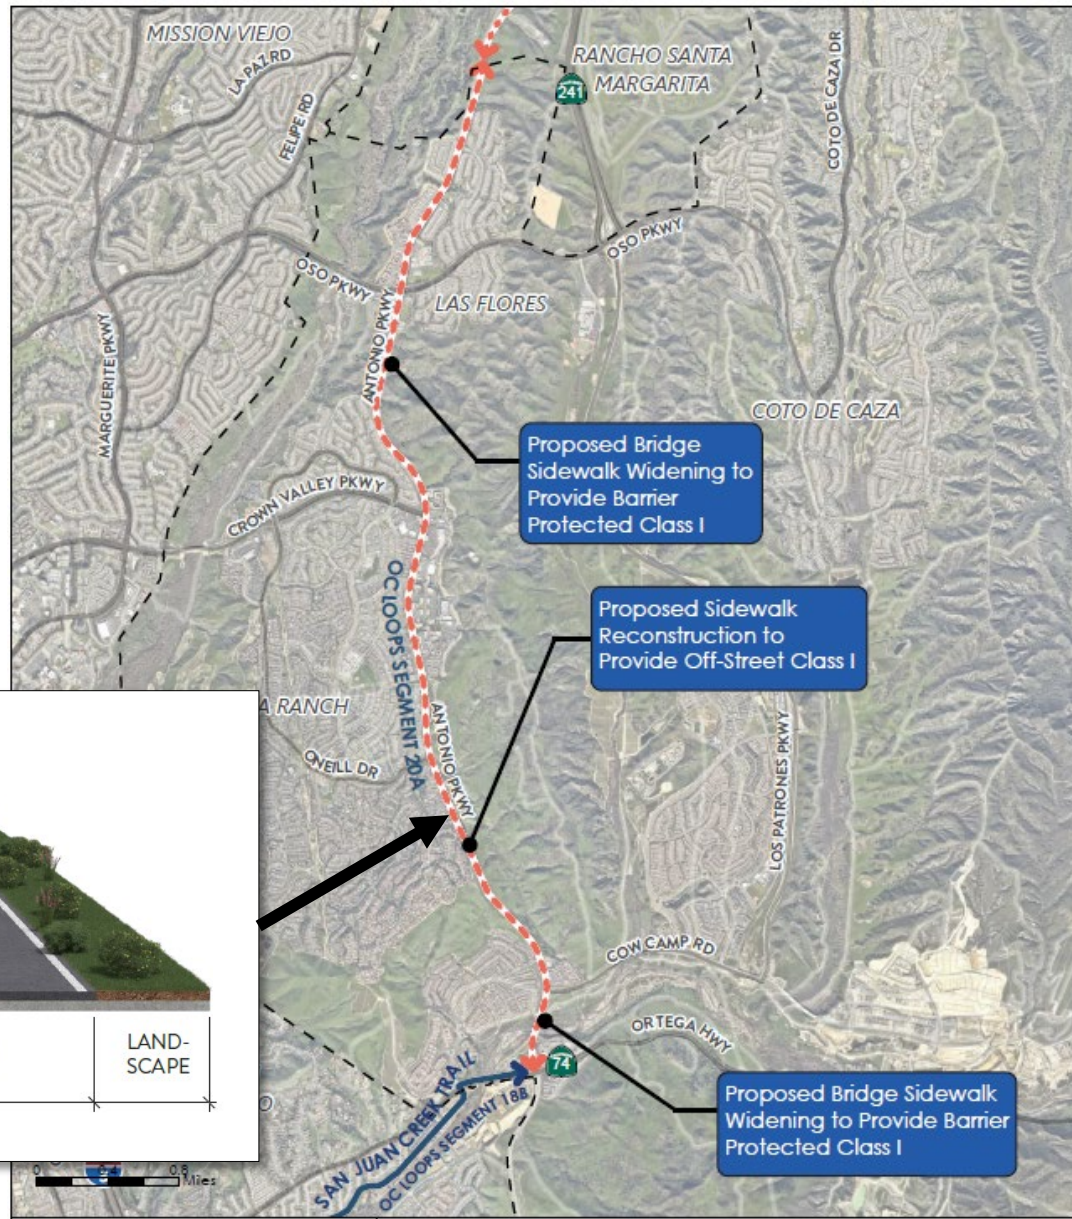 MISSION VIEJO
LA PAZ RD
FELIPE RD
RANCHO SANTA
MARGARITA
241
COTO DE CAZA DR
OSO PKWY
OSO PKWY
LAS FLORES
ANTONIO PKWY
MARGUERITE PKWY
COTO DE CAZA
Proposed Bridge
Sidewalk Widening to
Provide Barrier
Protected Class I
CROWN VALLEY PKWY
OC LOOPS SEGMENT 20A
Proposed Sidewalk
Reconstruction to
Provide Off-Street Class I
A RANCH
ONEILL DR
ANTONIO PKWY
LOS PATRONES PKWY
COW CAMP RD
ORTEGA HWY
74
LAND-
SCAPE
O
SAN JUAN CREEK TRAIL
OC LOOPS SEGMENT 18B
Proposed Bridge Sidewalk
Widening to Provide Barrier
Protected Class I
0 0.4 0.8
Miles